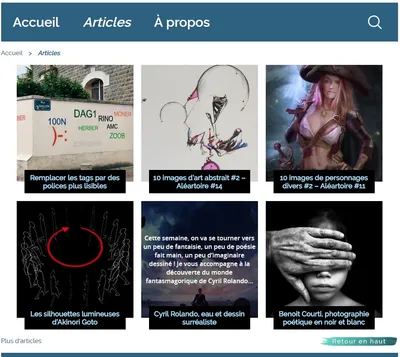 Accueil Articles À propos
Accueil > Articles
100N
):
DAG1
HERBER
RINO
AMC
ZOOR
MONER
Remplacer les tags par des
polices plus lisibles
10 images d'art abstrait #2 –
Aléartoire #14
10 images de personnages
divers #2 – Aléartoire #11
Les silhouettes lumineuses
d'Akinori Goto
Cette semaine, on va se tourner vers
un peu de fantaisie, un peu de poésie
fait main, un peu d'imaginaire
dessiné ! Je vous accompagne à la
découverte du monde
fantasmagorique de Cyril Rolando...
Cyril Rolando, eau et dessin
surréaliste
Benoit Courti, photographie
poétique en noir et blanc
Plus d'articles
Retour en haut